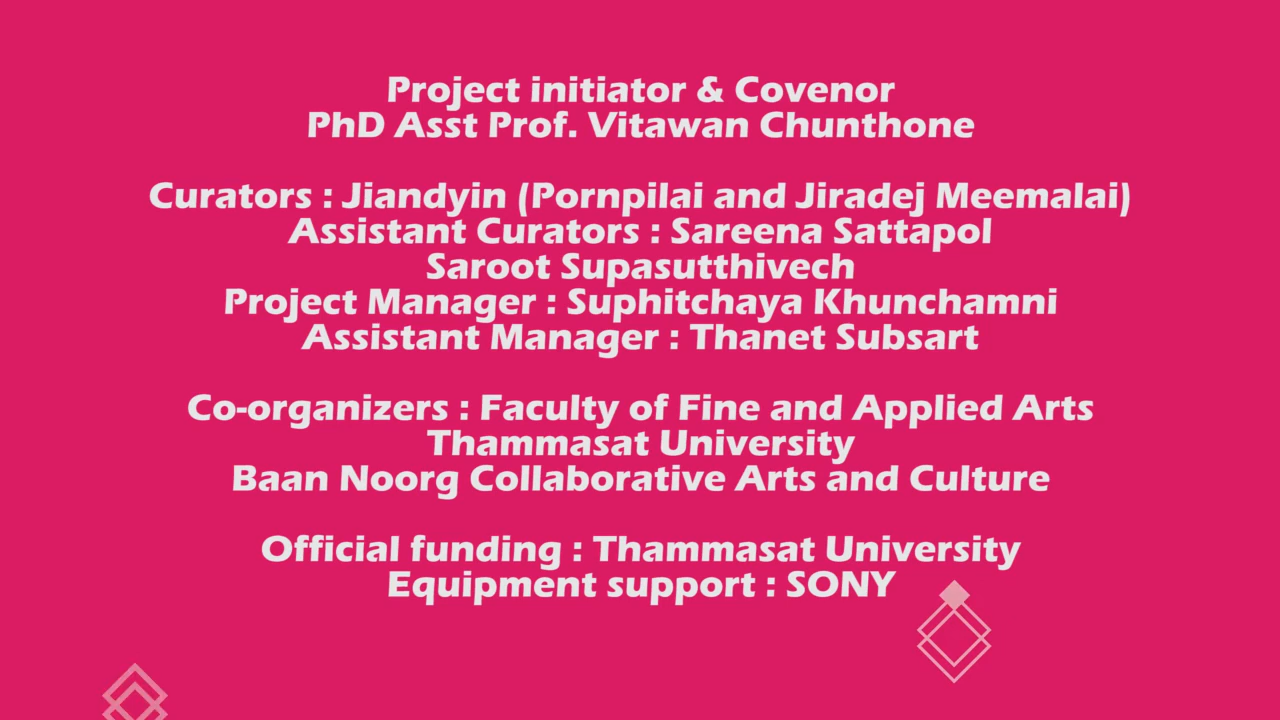 Project initiator & Covenor
PhD Asst Prof. Vitawan Chunthone
Curators : Jiandyin (Pornpilai and Jiradej Meemalai)
Assistant Curators : Sareena Sattapol
Saroot Supasutthivech
Project Manager : Suphitchaya Khunchamni
Assistant Manager : Thanet Subsart
Co-organizers : Faculty of Fine and Applied Arts
Thammasat University
Baan Noorg Collaborative Arts and Culture
Official funding : Thammasat University
Equipment support : SONY